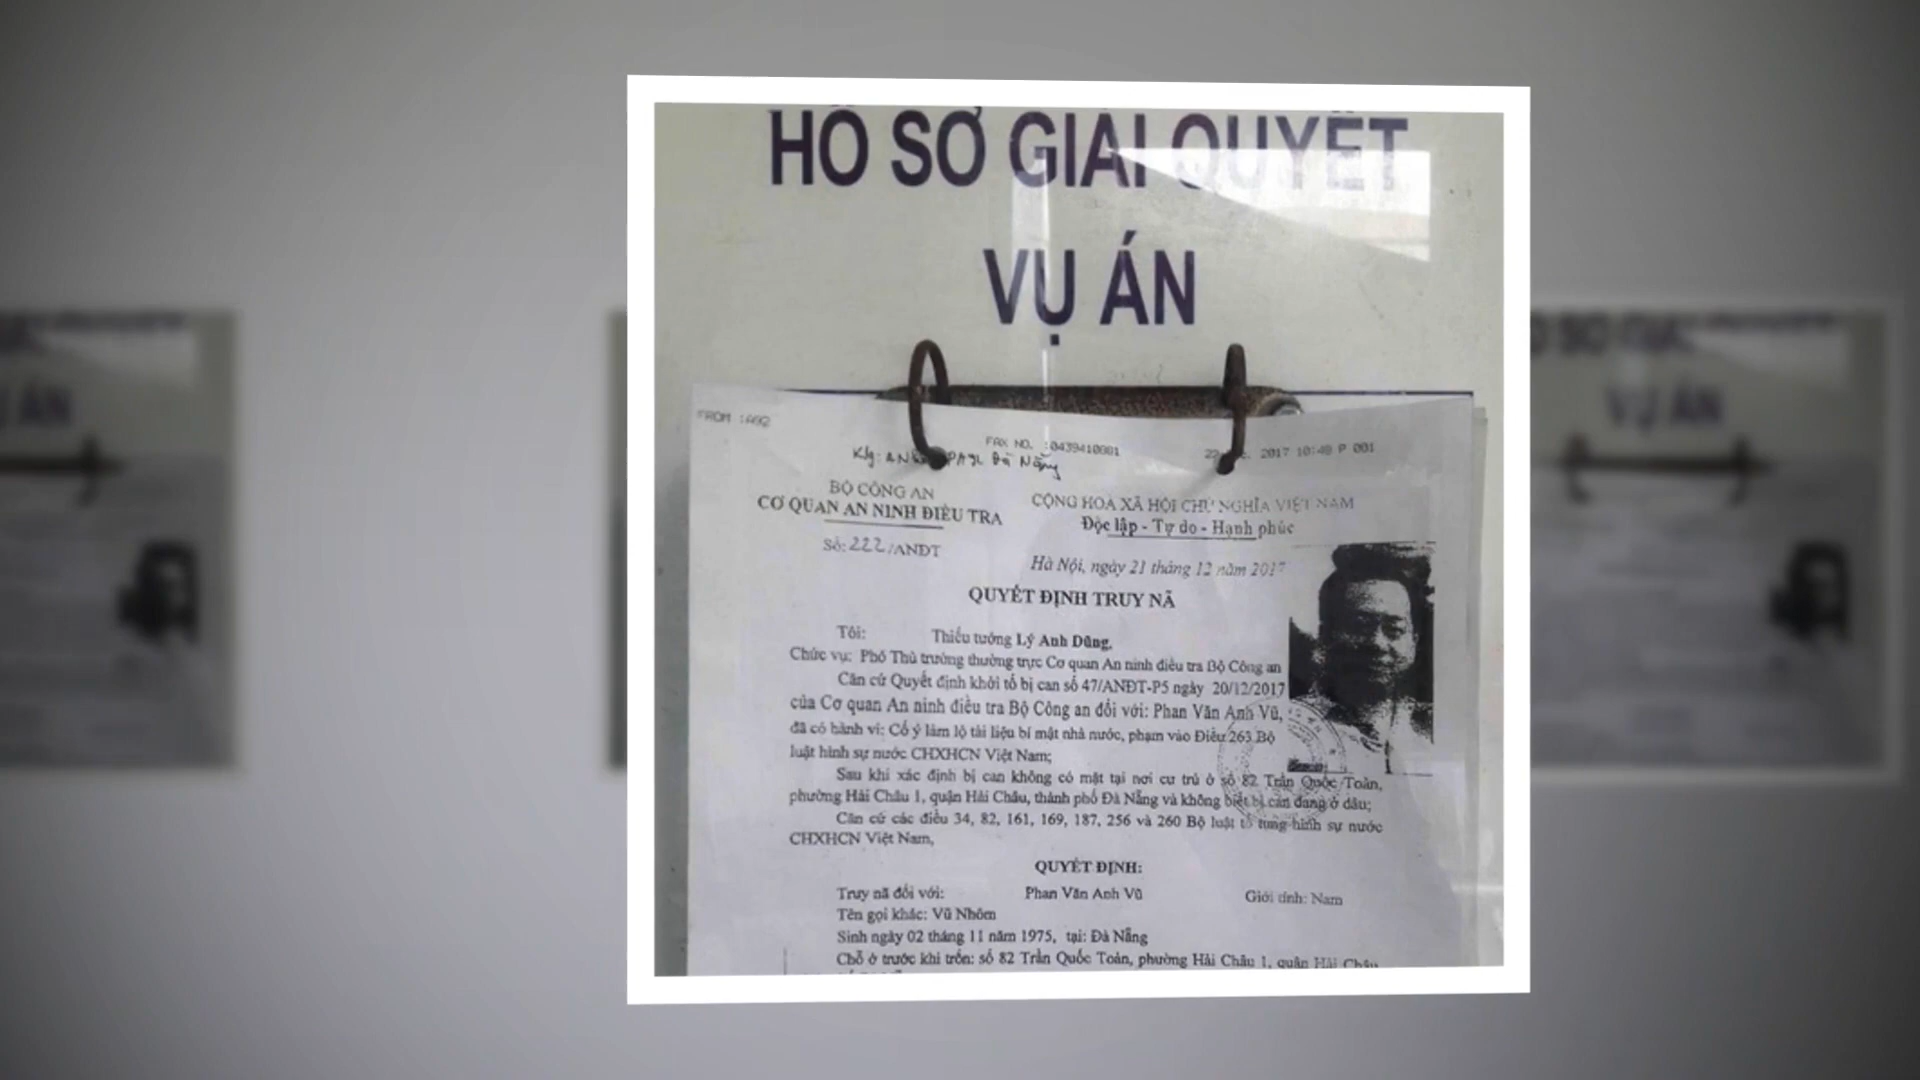 HỒ SƠ GIẢI QUYẾT
VỤ ÁN
FROM :A92
FAX NO. :0439410881
2017 10:49 P 001
Đà Nẵng
BỘ CÔNG AN
CƠ QUAN AN NINH ĐIỀU TRA
Số: 222/ANĐT
CỘNG HOÀ XÃ HỘI CHỦ NGHĨA VIỆT NAM
Độc lập - Tự do - Hạnh phúc
Hà Nội, ngày 21 tháng 12 năm 2017
QUYẾT ĐỊNH TRUY NÃ
Tôi: Thiếu tướng Lý Anh Dũng,
Chức vụ: Phó Thủ trưởng thường trực Cơ quan An ninh điều tra Bộ Công an
Căn cứ Quyết định khởi tố bị can số 47/ANĐT-P5 ngày 20/12/2017
của Cơ quan An ninh điều tra Bộ Công an đối với: Phan Văn Anh Vũ,
đã có hành vi: Cố ý làm lộ tài liệu bí mật nhà nước, phạm vào Điều 263 Bộ
luật hình sự nước CHXHCN Việt Nam;
Sau khi xác định bị can không có mặt tại nơi cư trú ở số 82 Trần Quốc Toản,
phường Hải Châu 1, quận Hải Châu, thành phố Đà Nẵng và không biết bị can đang ở đâu;
Căn cứ các điều 34, 82, 161, 169, 187, 256 và 260 Bộ luật tố tụng hình sự nước
CHXHCN Việt Nam,
QUYẾT ĐỊNH:
Truy nã đối với: Phan Văn Anh Vũ Giới tính: Nam
Tên gọi khác: Vũ Nhôm
Sinh ngày 02 tháng 11 năm 1975, tại: Đà Nẵng
Chỗ ở trước khi trốn: số 82 Trần Quốc Toản, phường Hải Châu 1, quận Hải Châu